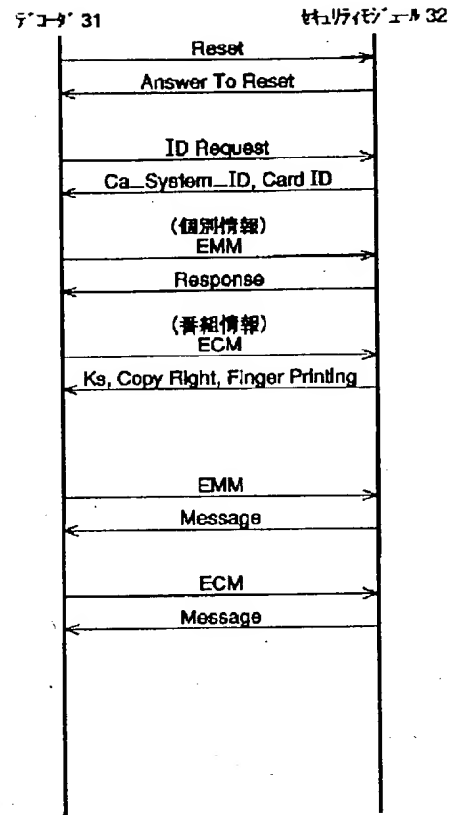 デコーダ 31
セキュリティモジュール 32
Reset
Answer To Reset
ID Request
Ca_System_ID, Card ID
(個別情報)
EMM
Response
(番組情報)
ECM
Ks, Copy Right, Finger Printing
EMM
Message
ECM
Message